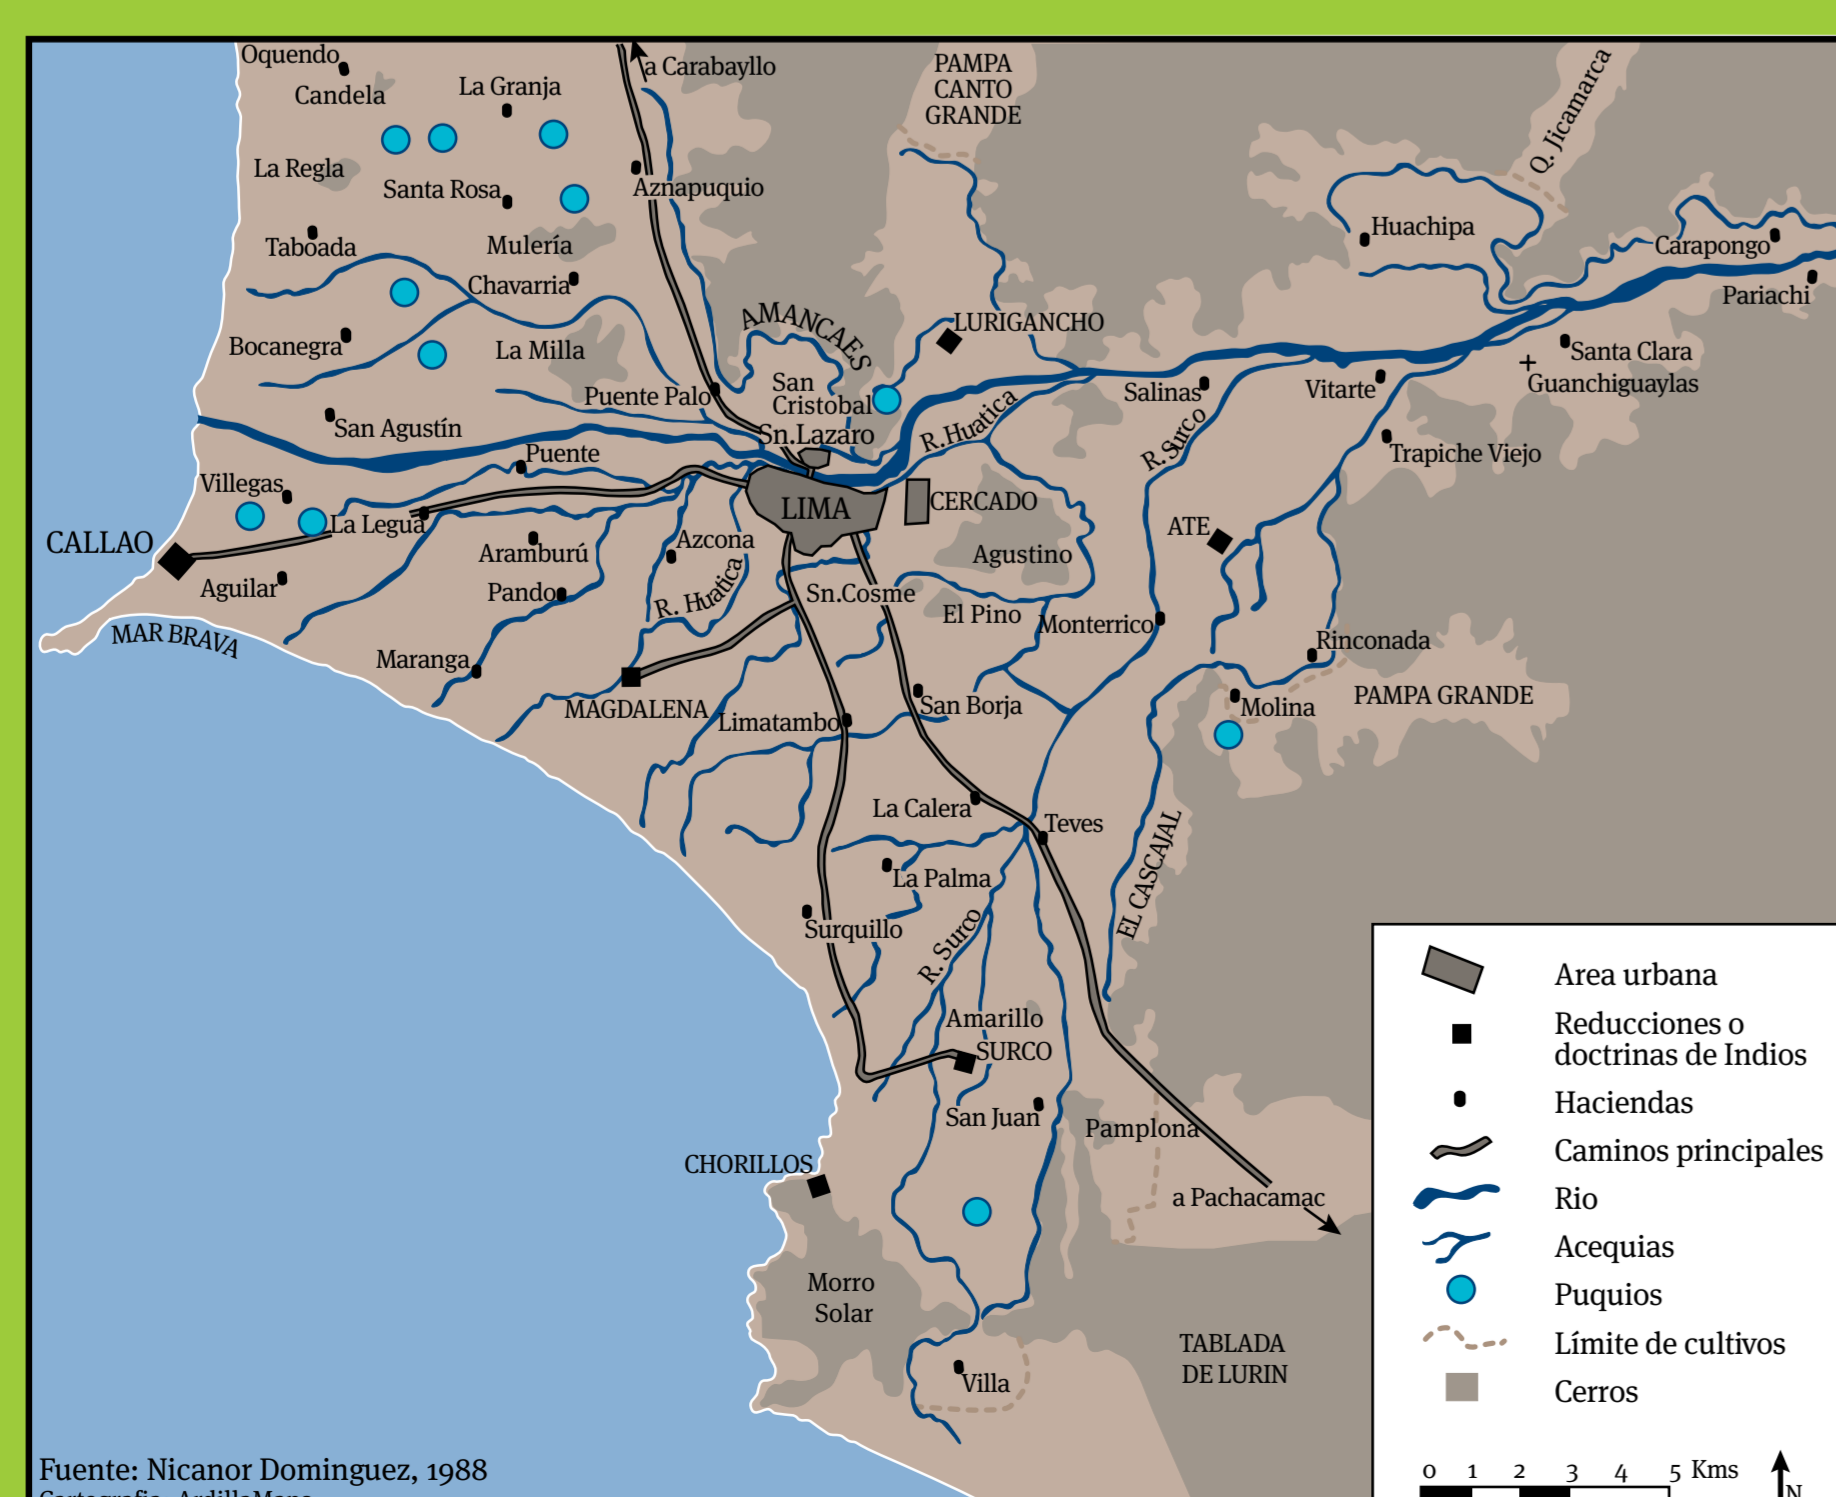 Oquendo
Candela
La Granja
a Carabayllo
PAMPA
CANTO
GRANDE
Q. Jicamarca
La Regla
Santa Rosa
Aznapuquio
Taboada
Mulería
Chavarria
Huachipa
Carapongo
Pariachi
Bocanegra
La Milla
AMANCAES
LURIGANCHO
Santa Clara
Guanchiguaylas
Puente Palo
San
Cristobal
Salinas
Vitarte
San Agustín
Sn.Lazaro
R.Huatica
R.Surco
Trapiche Viejo
Puente
Villegas
LIMA
CERCADO
La Legua
CALLAO
Aramburú
Azcona
Agustino
ATE
Aguilar
Pando
R. Huatica
Sn.Cosme
El Pino
Monterrico
MAR BRAVA
Maranga
Rinconada
MAGDALENA
Limatambo
San Borja
Molina
PAMPA GRANDE
La Calera
Teves
EL CASCAJAL
La Palma
Surquillo
R. Surco
Amarillo
SURCO
San Juan
Pamplona
CHORILLOS
a Pachacamac
Morro
Solar
TABLADA
DE LURIN
Villa
Area urbana
Reducciones o
doctrinas de Indios
Haciendas
Caminos principales
Rio
Acequias
Puquios
Límite de cultivos
Cerros
0 1 2 3 4 5 Kms
N
Fuente: Nicanor Dominguez, 1988